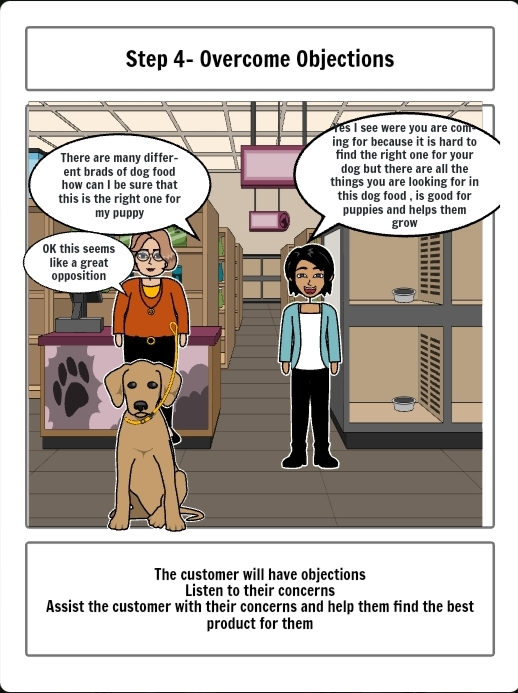 Step 4- Overcome Objections
There are many differ-
ent brads of dog food
how can I be sure that
this is the right one for
my puppy
Yes I see were you are com-
ing for because it is hard to
find the right one for your
dog but there are all the
things you are looking for in
this dog food , is good for
puppies and helps them
grow
OK this seems
like a great
opposition
The customer will have objections
Listen to their concerns
Assist the customer with their concerns and help them find the best
product for them